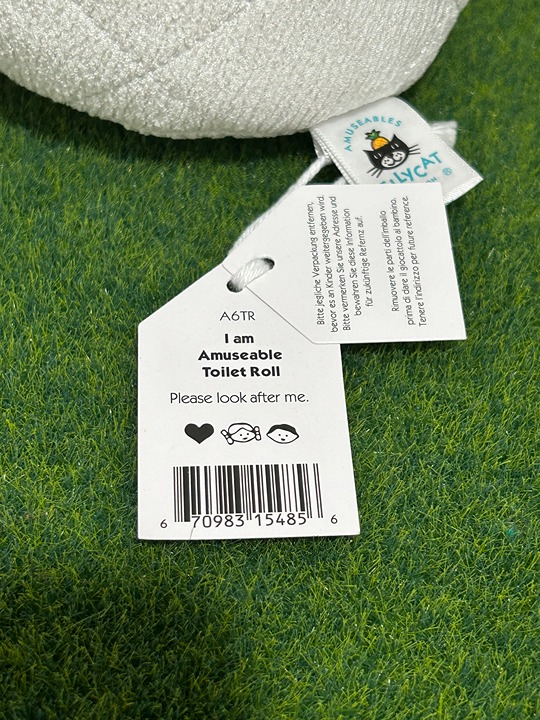 AMUSEABLES
LYCAT
®
Bitte jegliche Verpackung entfernen,
bevor es an Kinder weitergegeben wird.
Bitte vermerken Sie unsere Adresse und
bewahren Sie diese Information
für zukünftige Referenz auf.
Rimuovere le parti dell'imballo
prima di dare il giocattolo al bambino.
Tenere l'indirizzo per future reference.
A6TR
I am
Amuseable
Toilet Roll
Please look after me.
6 70983 15485 6